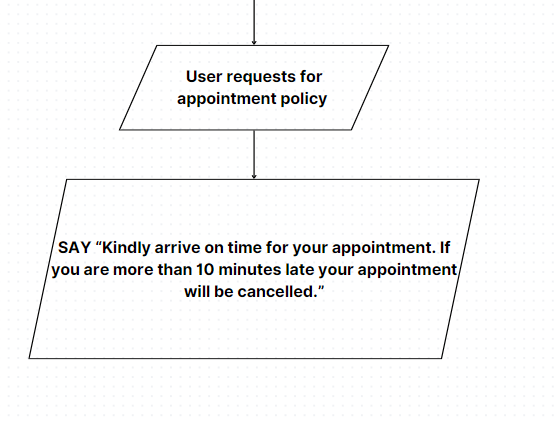 User requests for
appointment policy
SAY “Kindly arrive on time for your appointment. If
you are more than 10 minutes late your appointment
will be cancelled.”